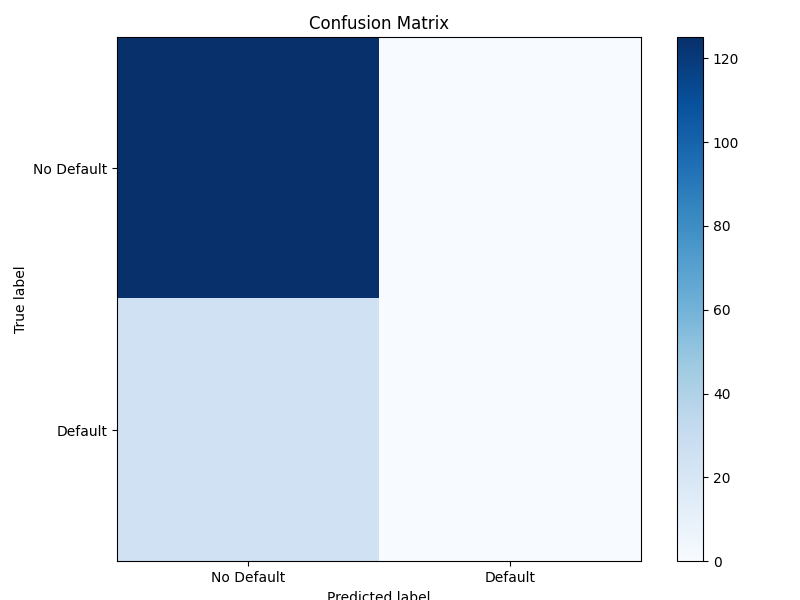 Confusion Matrix
True label
No Default
Default
No Default
Default
Predicted label
120
100
80
60
40
20
0